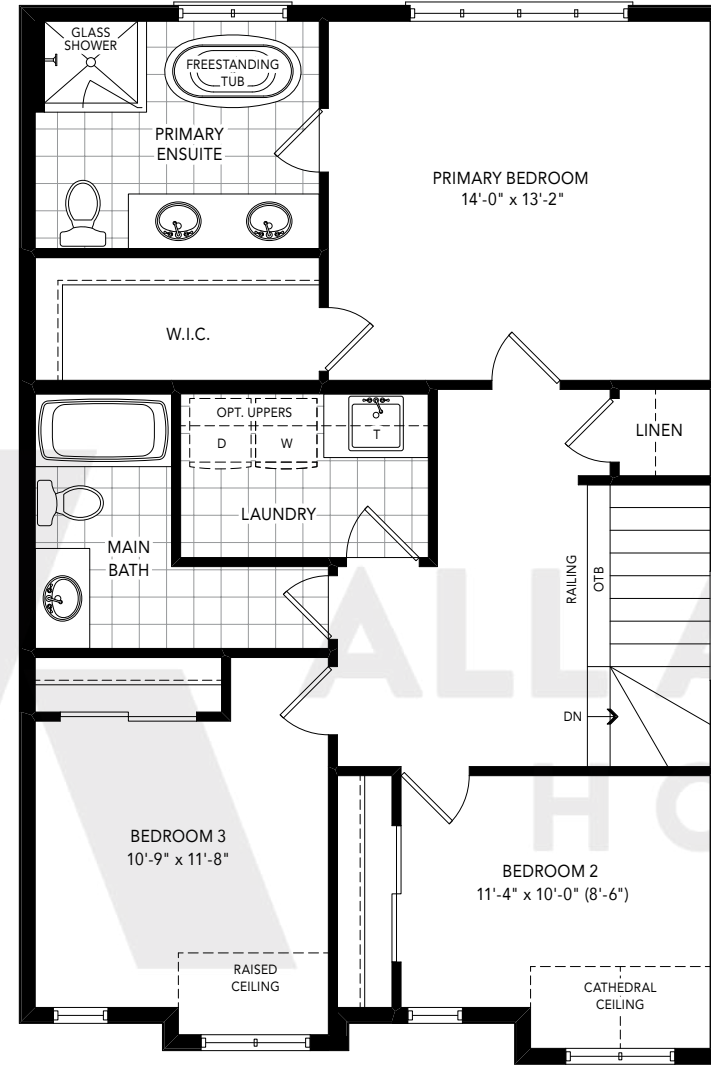 GLASS
SHOWER
FREESTANDING
TUB
PRIMARY
ENSUITE
PRIMARY BEDROOM
14'-0" x 13'-2"
W.I.C.
OPT. UPPERS
D
W
T
LINEN
LAUNDRY
MAIN
BATH
RAILING
OTB
ALLA
DN
HO
BEDROOM 3
10'-9" x 11'-8"
BEDROOM 2
11'-4" x 10'-0" (8'-6")
RAISED
CEILING
CATHEDRAL
CEILING